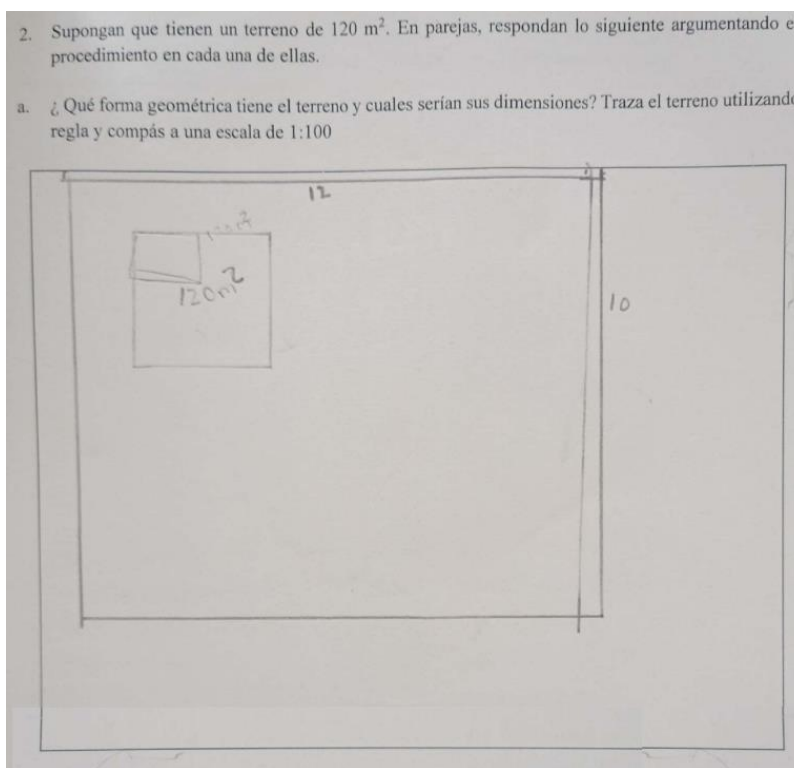 2. Supongan que tienen un terreno de 120 m². En parejas, respondan lo siguiente argumentando e
procedimiento en cada una de ellas.
a. ¿ Qué forma geométrica tiene el terreno y cuales serían sus dimensiones? Traza el terreno utilizando
regla y compás a una escala de 1:100
12
120m²
10